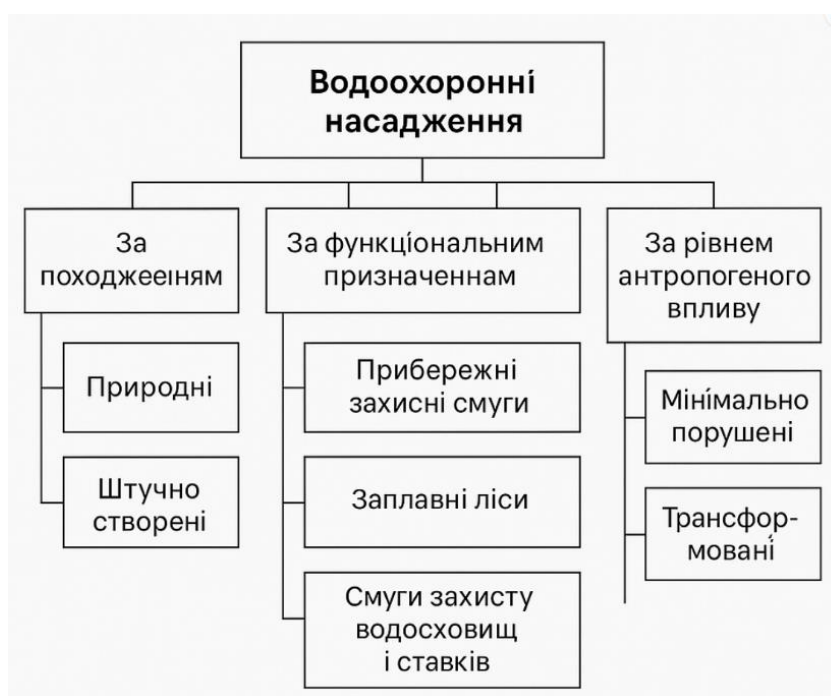 Водоохоронні
насадження
За
походжееіням
Природні
Штучно
створені
За функціональним
призначеннам
Прибережні
захисні смуги
Заплавні ліси
Смуги захисту
водосховищ
і ставків
За рівнем
антропогеного
впливу
Мінімально
порушені
Трансфор-
мовані